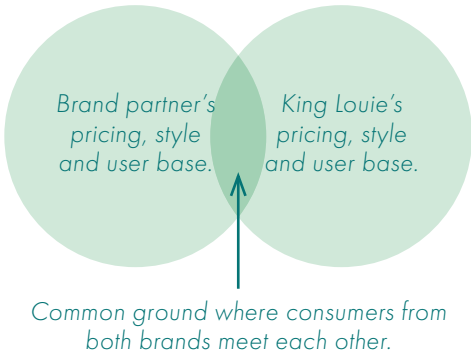 Brand partner's
pricing, style
and user base.
King Louie's
pricing, style
and user base.
Common ground where consumers from
both brands meet each other.